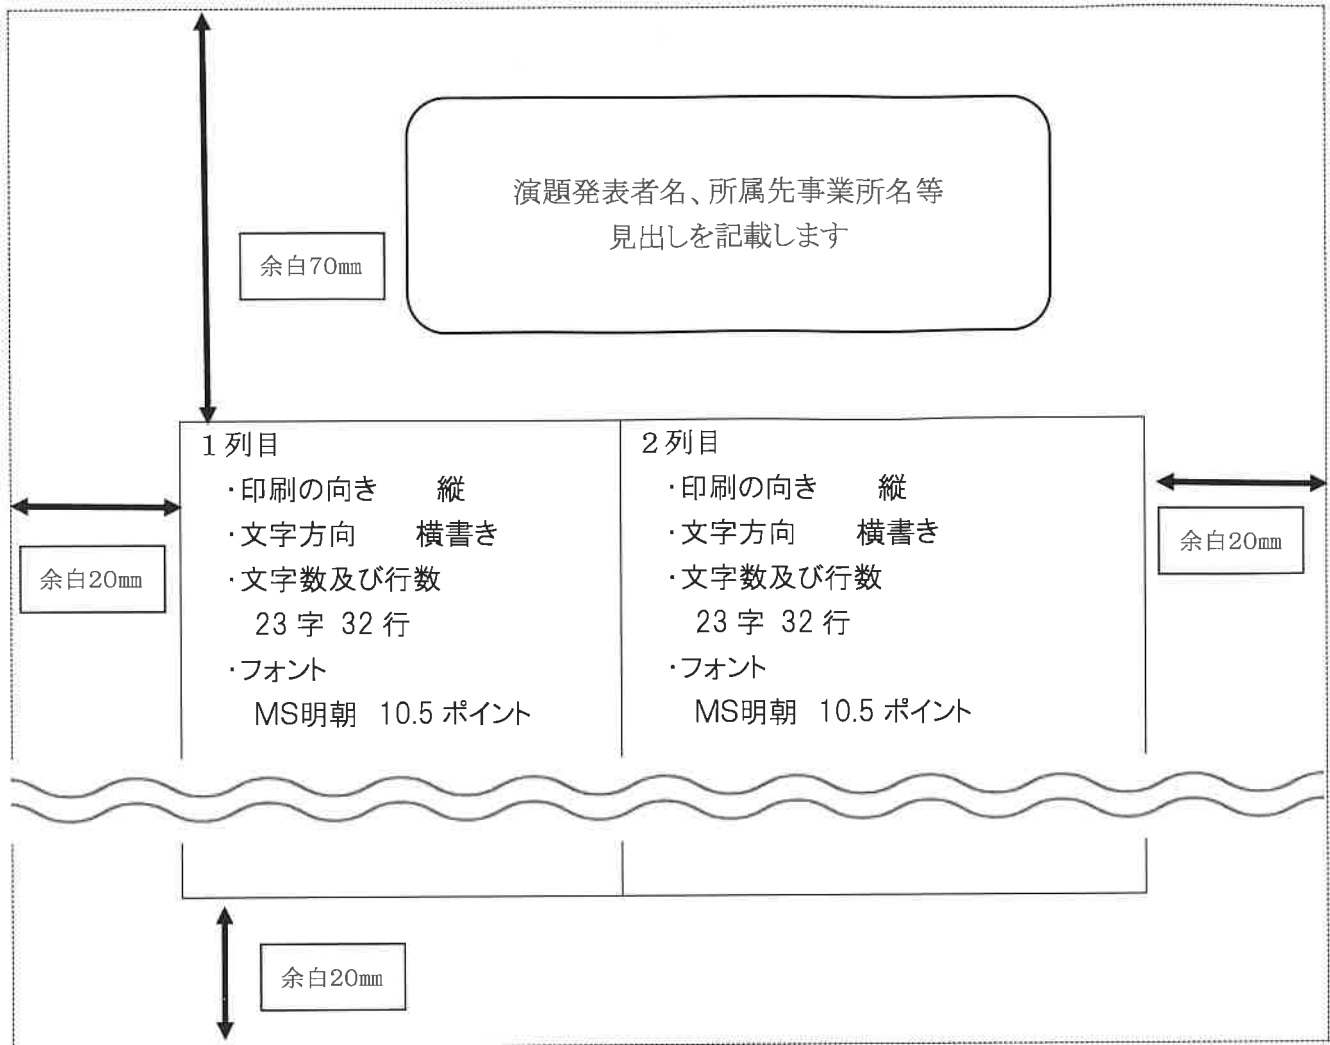 演題発表者名、所属先事業所名等
見出しを記載します
余白70㎜
1列目
・印刷の向き　縦
・文字方向　横書き
・文字数及び行数
23字 32行
・フォント
MS明朝 10.5ポイント
2列目
・印刷の向き　縦
・文字方向　横書き
・文字数及び行数
23字 32行
・フォント
MS明朝 10.5ポイント
余白20㎜
余白20㎜
余白20㎜